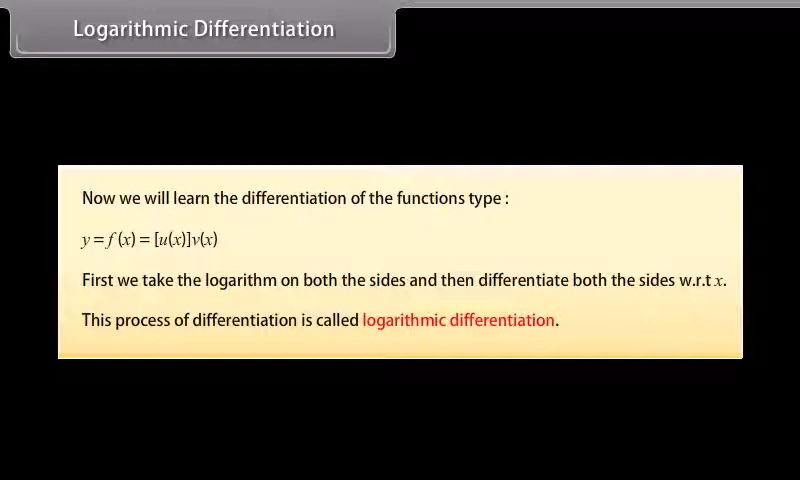 Logarithmic Differentiation
Now we will learn the differentiation of the functions type :
y = f (x) = [u(x)]v(x)
First we take the logarithm on both the sides and then differentiate both the sides w.r.t x.
This process of differentiation is called logarithmic differentiation.